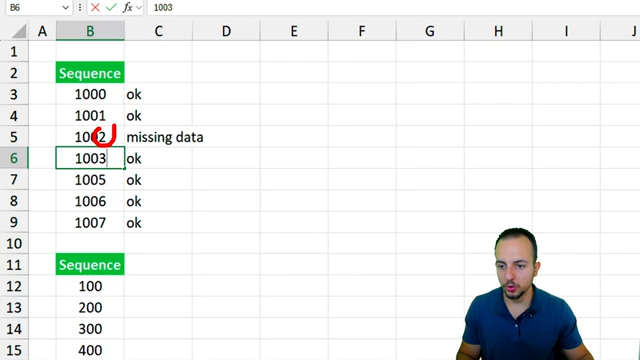 B6 fx 1003
A B C D E F G H I J
1
2 Sequence
3 1000 ok
4 1001 ok
5 1002 missing data
6 1003 ok
7 1005 ok
8 1006 ok
9 1007 ok
10
11 Sequence
12 100
13 200
14 300
15 400